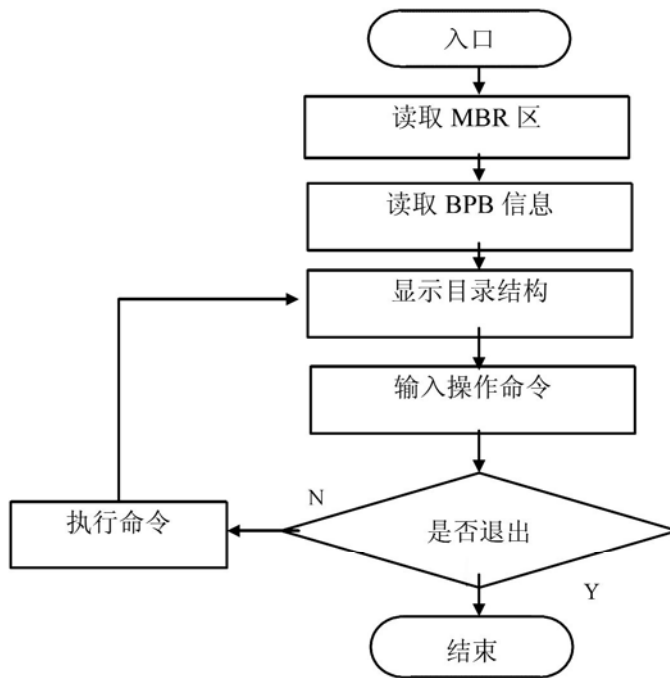 入口
读取 MBR 区
读取 BPB 信息
显示目录结构
输入操作命令
N
执行命令
是否退出
Y
结束